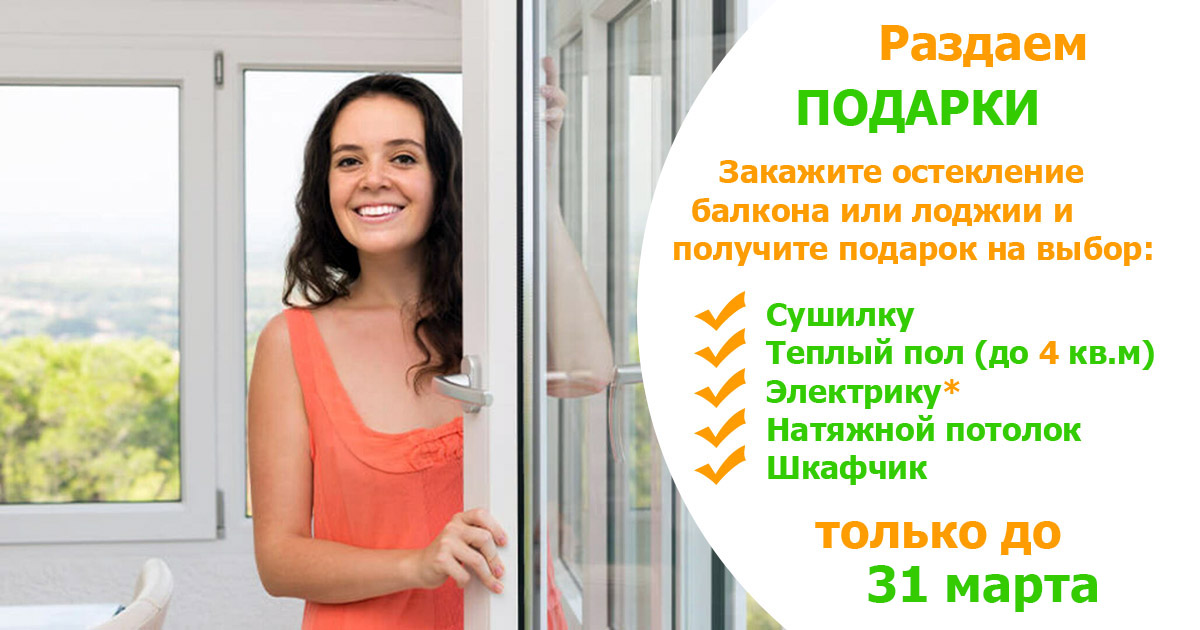 Раздаем
ПОДАРКИ
Закажите остекление
балкона или лоджии и
получите подарок на выбор:
Сушилку
Теплый пол (до 4 кв.м)
Электрику*
Натяжной потолок
Шкафчик
только до
31 марта